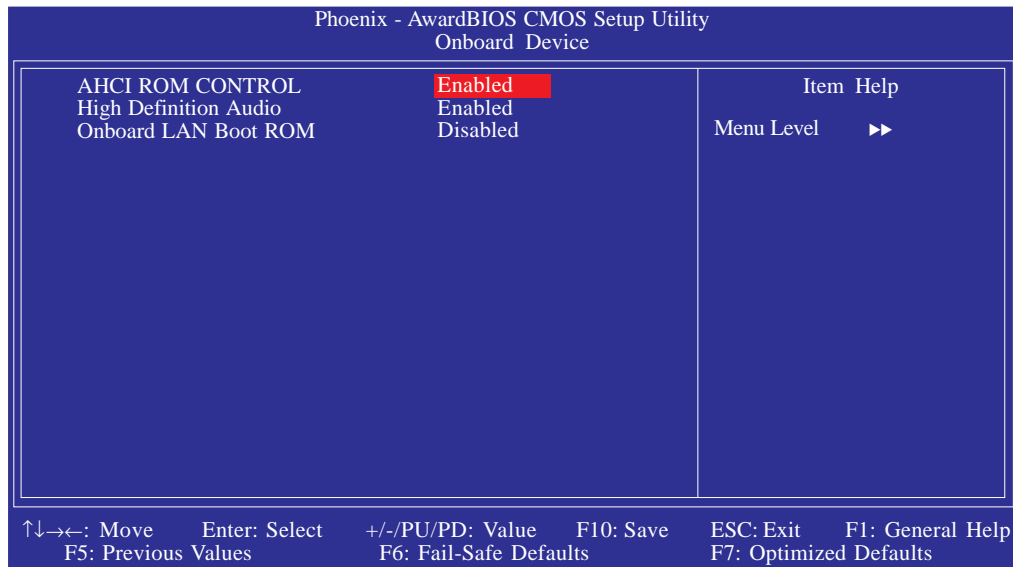 Phoenix - AwardBIOS CMOS Setup Utility
Onboard Device
AHCI ROM CONTROL Enabled
High Definition Audio Enabled
Onboard LAN Boot ROM Disabled
Item Help
Menu Level ►►
↑↓→←: Move Enter: Select +/-/PU/PD: Value F10: Save ESC: Exit F1: General Help
F5: Previous Values F6: Fail-Safe Defaults F7: Optimized Defaults